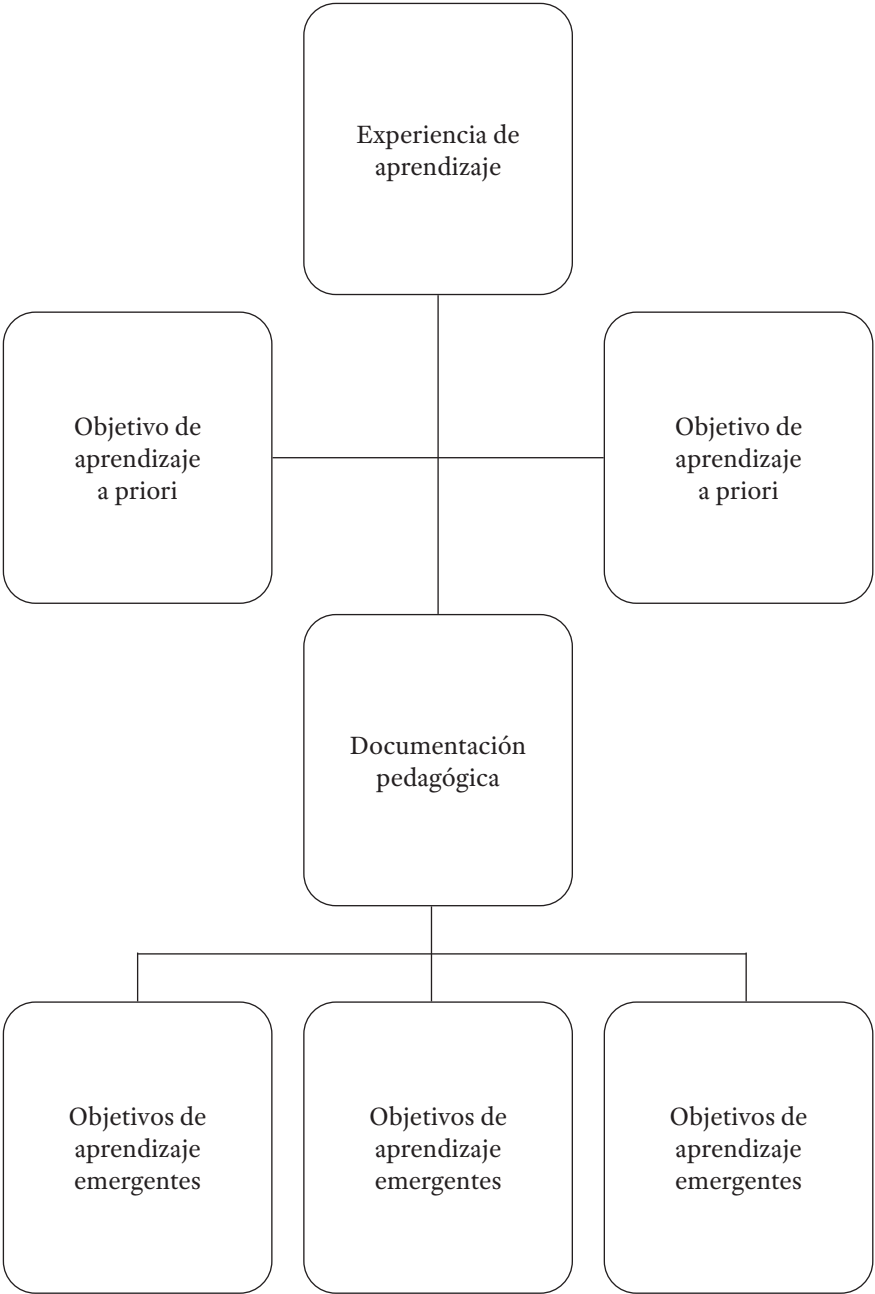 Experiencia de
aprendizaje
Objetivo de
aprendizaje
a priori
Objetivo de
aprendizaje
a priori
Documentación
pedagógica
Objetivos de
aprendizaje
emergentes
Objetivos de
aprendizaje
emergentes
Objetivos de
aprendizaje
emergentes